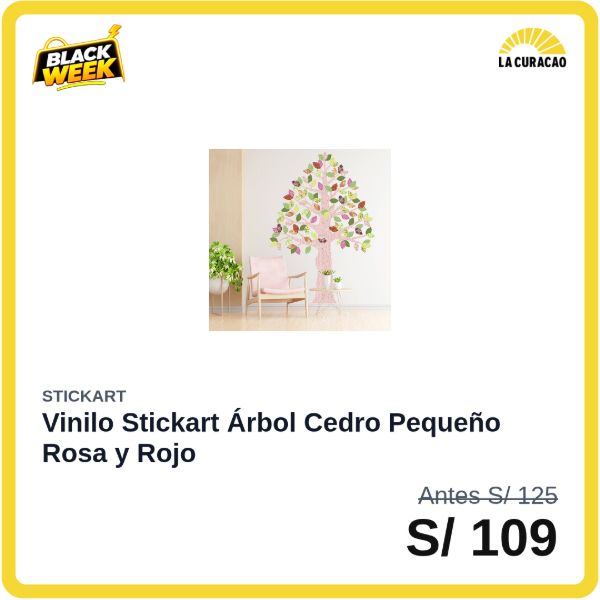 BLACK
WEEK
LA CURACAO
STICKART
Vinilo Stickart Árbol Cedro Pequeño
Rosa y Rojo
Antes S/ 125
S/ 109